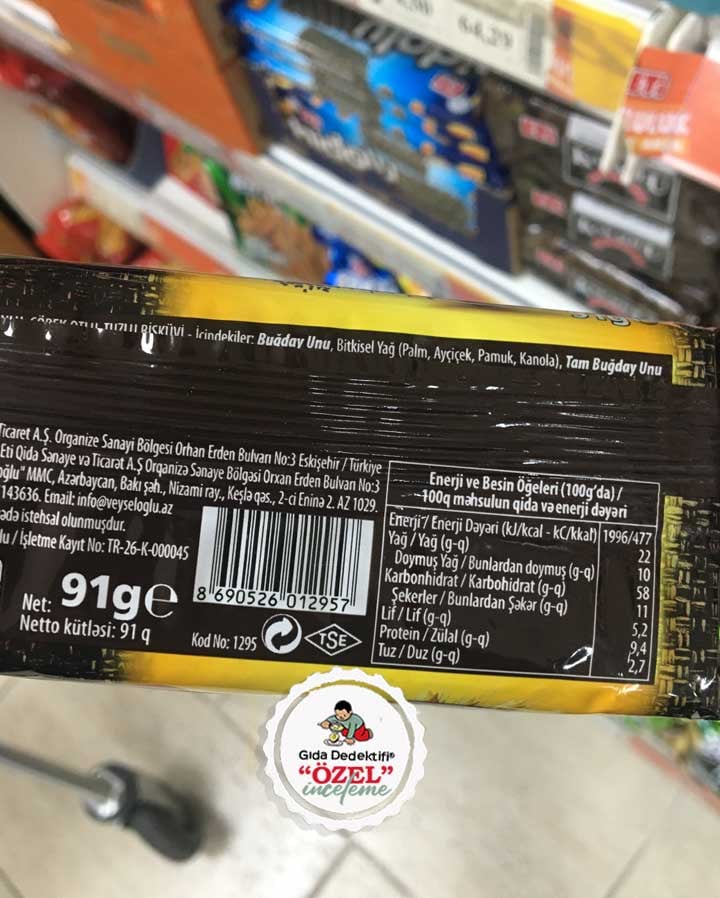 64,29
ÇÖREK OTLU TUZLU BİSKÜVİ - İçindekiler: Buğday Unu, Bitkisel Yağ (Palm, Ayçiçek, Pamuk, Kanola), Tam Buğday Unu
Ticaret A.Ş. Organize Sanayi Bölgesi Orhan Erden Bulvarı No:3 Eskişehir / Türkiye
Eti Qida Sənaye və Ticarət A.Ş Orqanizə Sənaye Bölgəsi Orxan Erden Bulvarı No:3
oğlu" MMC, Azərbaycan, Bakı şəh., Nizami ray., Keşlə qəs., 2-ci Eninə 2. AZ 1029.
143636. Email: info@veyseloglu.az
istehsal olunmuşdur.
/ İşletme Kayıt No: TR-26-K-000045
Net: 91g e
Netto kütləsi: 91 q
8 690526 012957
Kod No: 1295
TSE
Enerji ve Besin Öğeleri (100g'da) /
100q məhsulun qida və enerji dəyəri
Enerji / Enerji Dəyəri (kJ/kcal - kC/kkal) 1996/477
Yağ / Yağ (g-q) 22
Doymuş Yağ / Bunlardan doymuş (g-q) 10
Karbonhidrat / Karbohidrat (g-q) 58
Şekerler / Bunlardan Şəkər (g-q) 11
Lif / Lif (g-q) 5,2
Protein / Zülal (g-q) 9,4
Tuz / Duz (g-q) 2,7
Gıda Dedektifi®
"ÖZEL"
inceleme